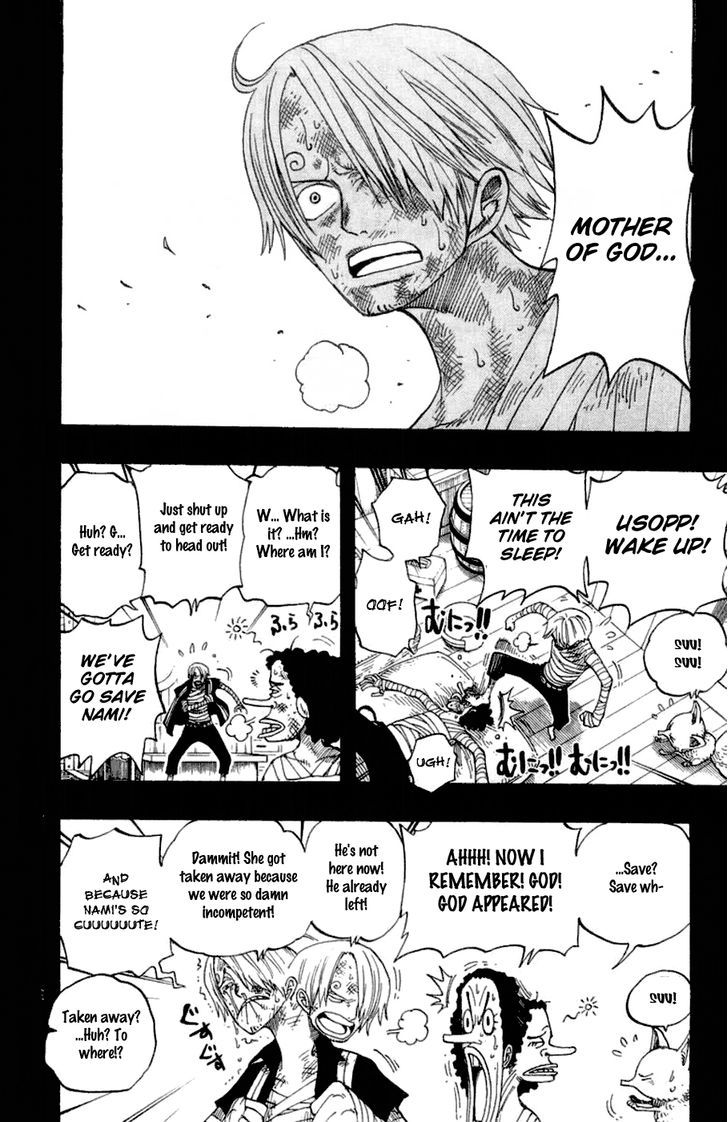 MOTHER
OF GOD...
USOPP!
WAKE UP!
THIS
AIN'T THE
TIME TO
SLEEP!
GAH!
OOF!
むにっ!!
SUU!
SUU!
UGH!
むにっ!!
むにっ!!
W... What is
it? ...Hm?
Where am I?
Just shut up
and get ready
to head out!
Huh? G...
Get ready?
ふら
ふら
WE'VE
GOTTA
GO SAVE
NAMI!
...Save?
Save wh-
AHHH! NOW I
REMEMBER! GOD!
GOD APPEARED!
He's not
here now!
He already
left!
Dammit! She got
taken away because
we were so damn
incompetent!
AND
BECAUSE
NAMI'S SO
CUUUUUUTE!
SUU!
ぐすぐす
Taken away?
...Huh? To
where!?